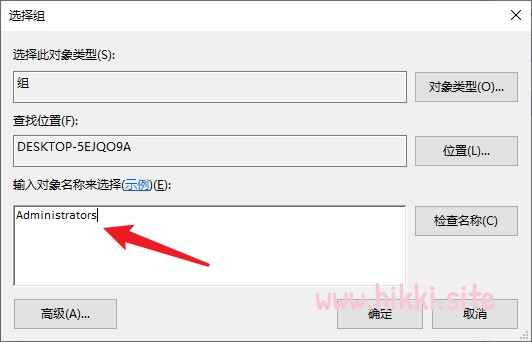 选择组
选择此对象类型(S):
组
对象类型(O)...
查找位置(F):
DESKTOP-5EJQO9A
位置(L)...
输入对象名称来选择(示例)(E):
Administrators
检查名称(C)
www.hikki.site
高级(A)...
确定
取消